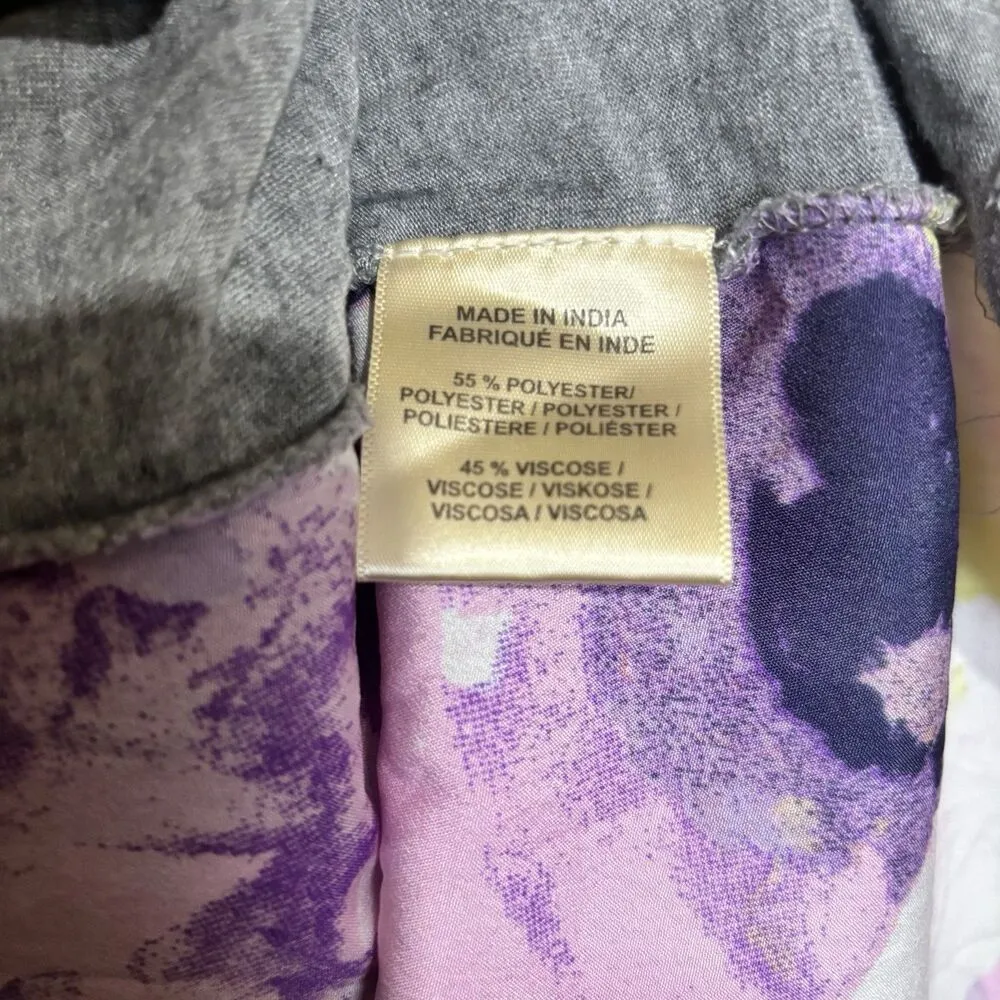 MADE IN INDIA
FABRIQUÉ EN INDE
55 % POLYESTER/
POLYESTER / POLYESTER /
POLIESTERE / POLIÉSTER
45 % VISCOSE /
VISCOSE / VISKOSE /
VISCOSA / VISCOSA